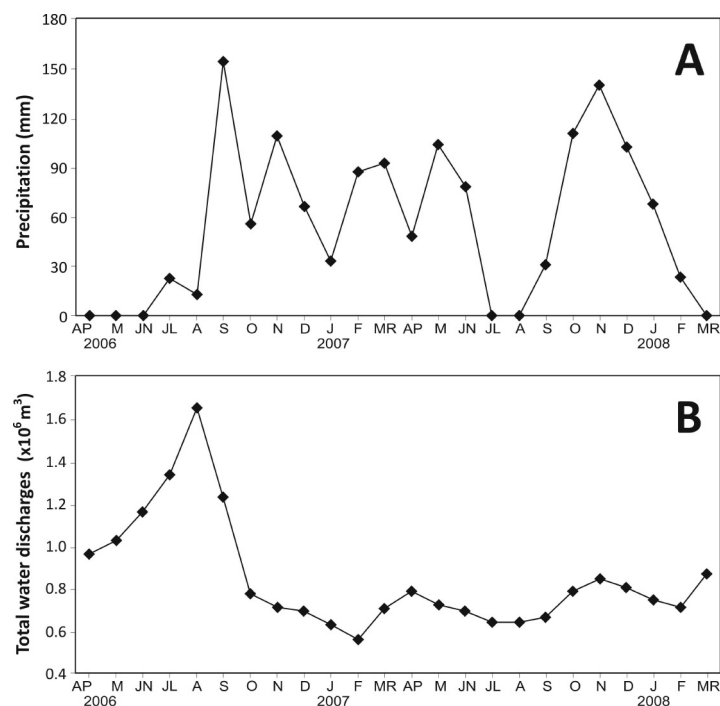 180
150
120
90
60
30
0
Precipitation (mm)
A
AP M JN JL A S O N D J F MR AP M JN JL A S O N D J F MR
2006 2007 2008
1.8
1.6
1.4
1.2
1.0
0.8
0.6
0.4
Total water discharges (x10⁶ m³)
B
AP M JN JL A S O N D J F MR AP M JN JL A S O N D J F MR
2006 2007 2008